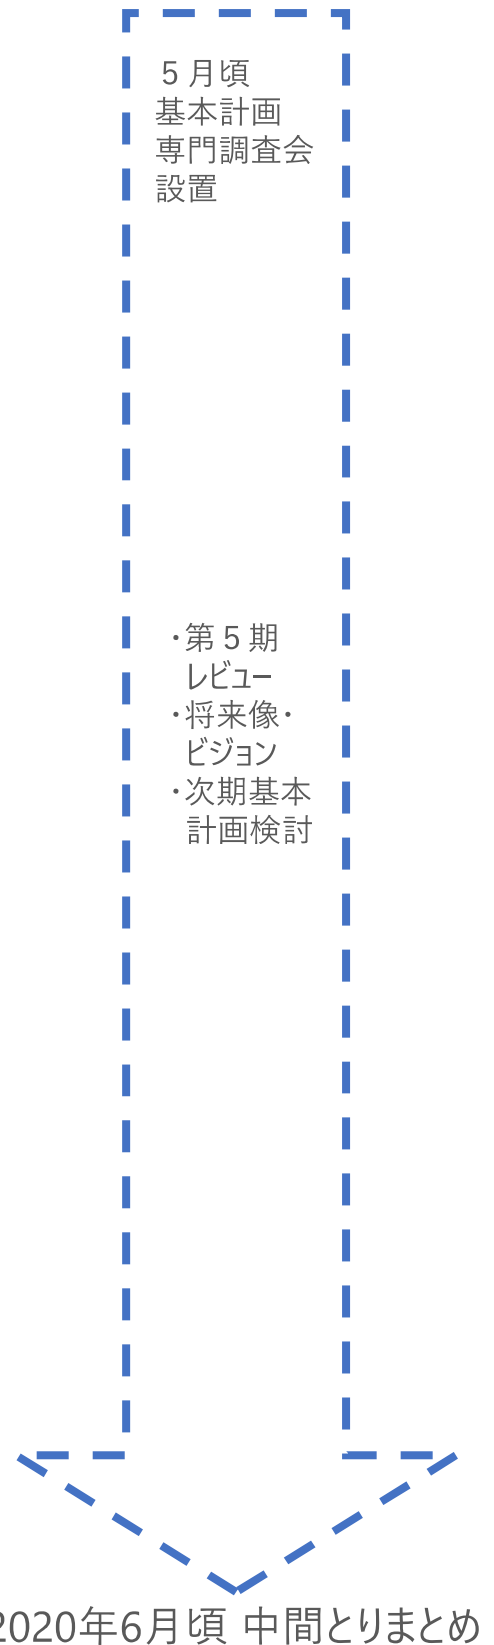 ５月頃
基本計画
専門調査会
設置
・第５期
レビュー
・将来像・
ビジョン
・次期基本
計画検討
2020年6月頃 中間とりまとめ